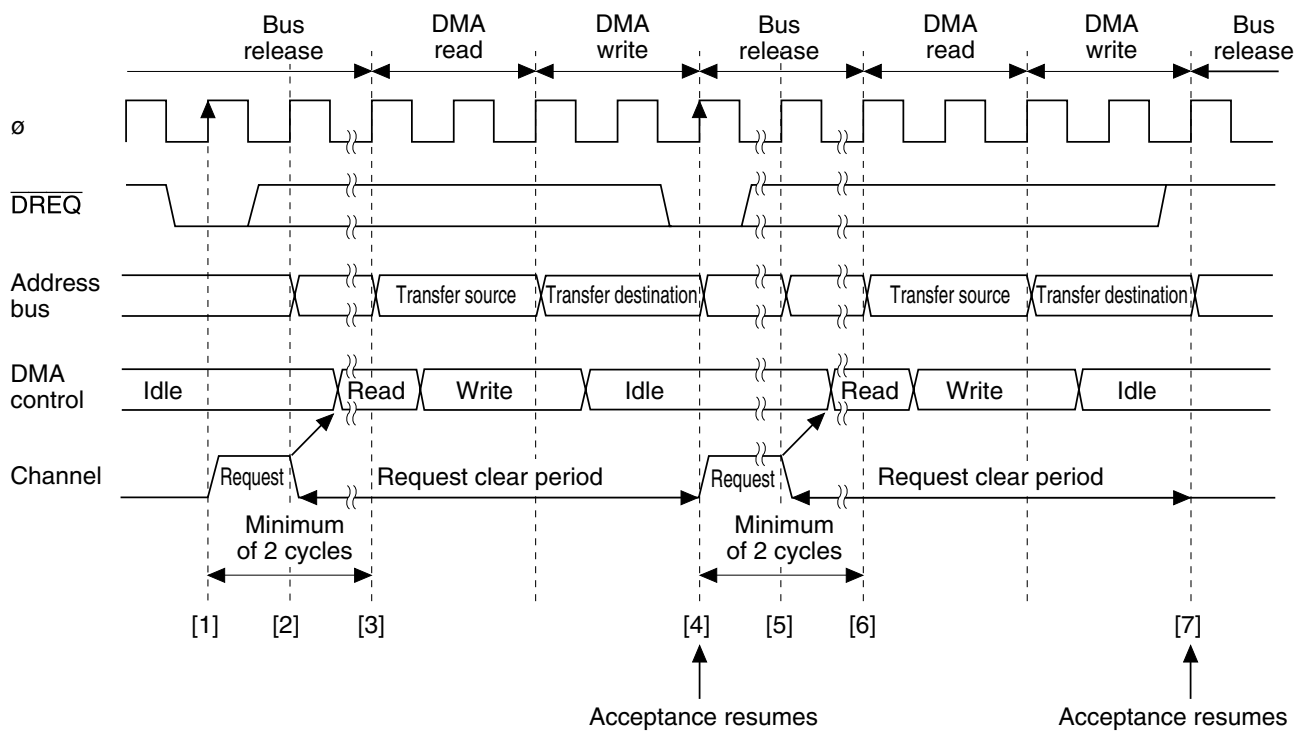 Bus release
DMA read
DMA write
Bus release
DMA read
DMA write
Bus release
ø
DREQ
Address bus
Transfer source
Transfer destination
Transfer source
Transfer destination
DMA control
Idle
Read
Write
Idle
Read
Write
Idle
Channel
Request
Request clear period
Request
Request clear period
Minimum of 2 cycles
Minimum of 2 cycles
[1]
[2]
[3]
[4]
[5]
[6]
[7]
Acceptance resumes
Acceptance resumes